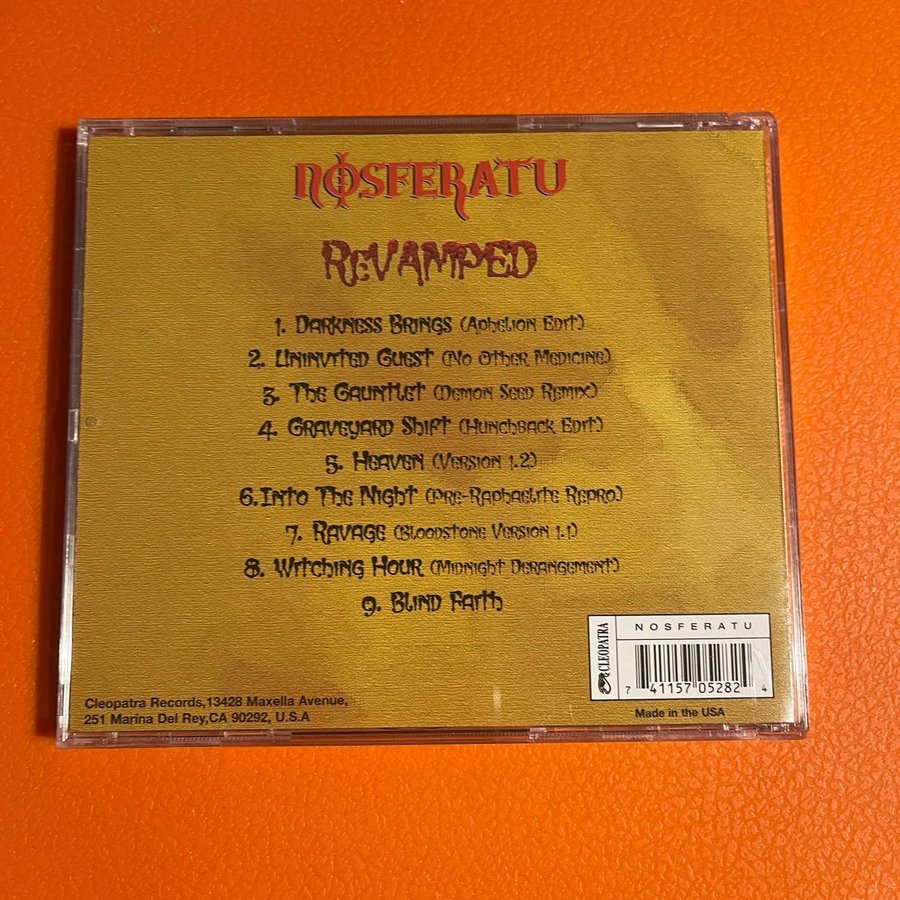 NOSFERATU
REVAMPED
1. DARKNESS BRINGS (APHELION EDIT)
2. UNINVITED GUEST (NO OTHER MEDICINE)
3. THE GAUNTLET (DEMON SEED REMIX)
4. GRAVEYARD SHIFT (HUNCHBACK EDIT)
5. HEAVEN (VERSION 1.2)
6. INTO THE NIGHT (PRE-RAPHAELITE REPRO)
7. RAVAGE (BLOODSTONE VERSION 1.1)
8. WITCHING HOUR (MIDNIGHT DERANGEMENT)
9. BLIND FAITH
CLEOPATRA
NOSFERATU
7 41157 05282 4
Cleopatra Records,13428 Maxella Avenue,
251 Marina Del Rey,CA 90292, U.S.A
Made in the USA